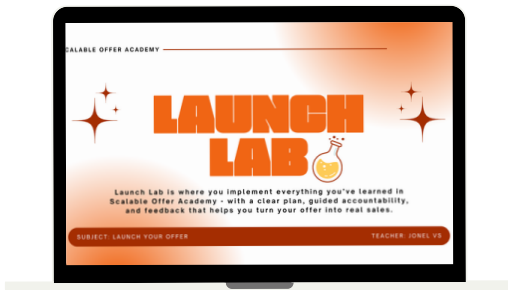 SCALABLE OFFER ACADEMY
LAUNCH
LAB
Launch Lab is where you implement everything you've learned in
Scalable Offer Academy - with a clear plan, guided accountability,
and feedback that helps you turn your offer into real sales.
SUBJECT: LAUNCH YOUR OFFER
TEACHER: JONEL VS